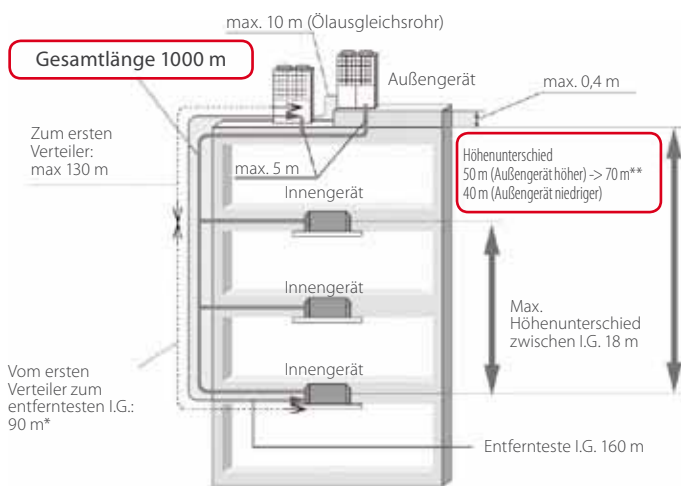 max. 10 m (Ölausgleichsrohr)
Gesamtlänge 1000 m
Außengerät
max. 0,4 m
Zum ersten
Verteiler:
max 130 m
max. 5 m
Höhenunterschied
50 m (Außengerät höher) -> 70 m**
40 m (Außengerät niedriger)
Innengerät
Innengerät
Max.
Höhenunterschied
zwischen I.G. 18 m
Vom ersten
Verteiler zum
entferntesten I.G.:
90 m*
Innengerät
Entfernteste I.G. 160 m